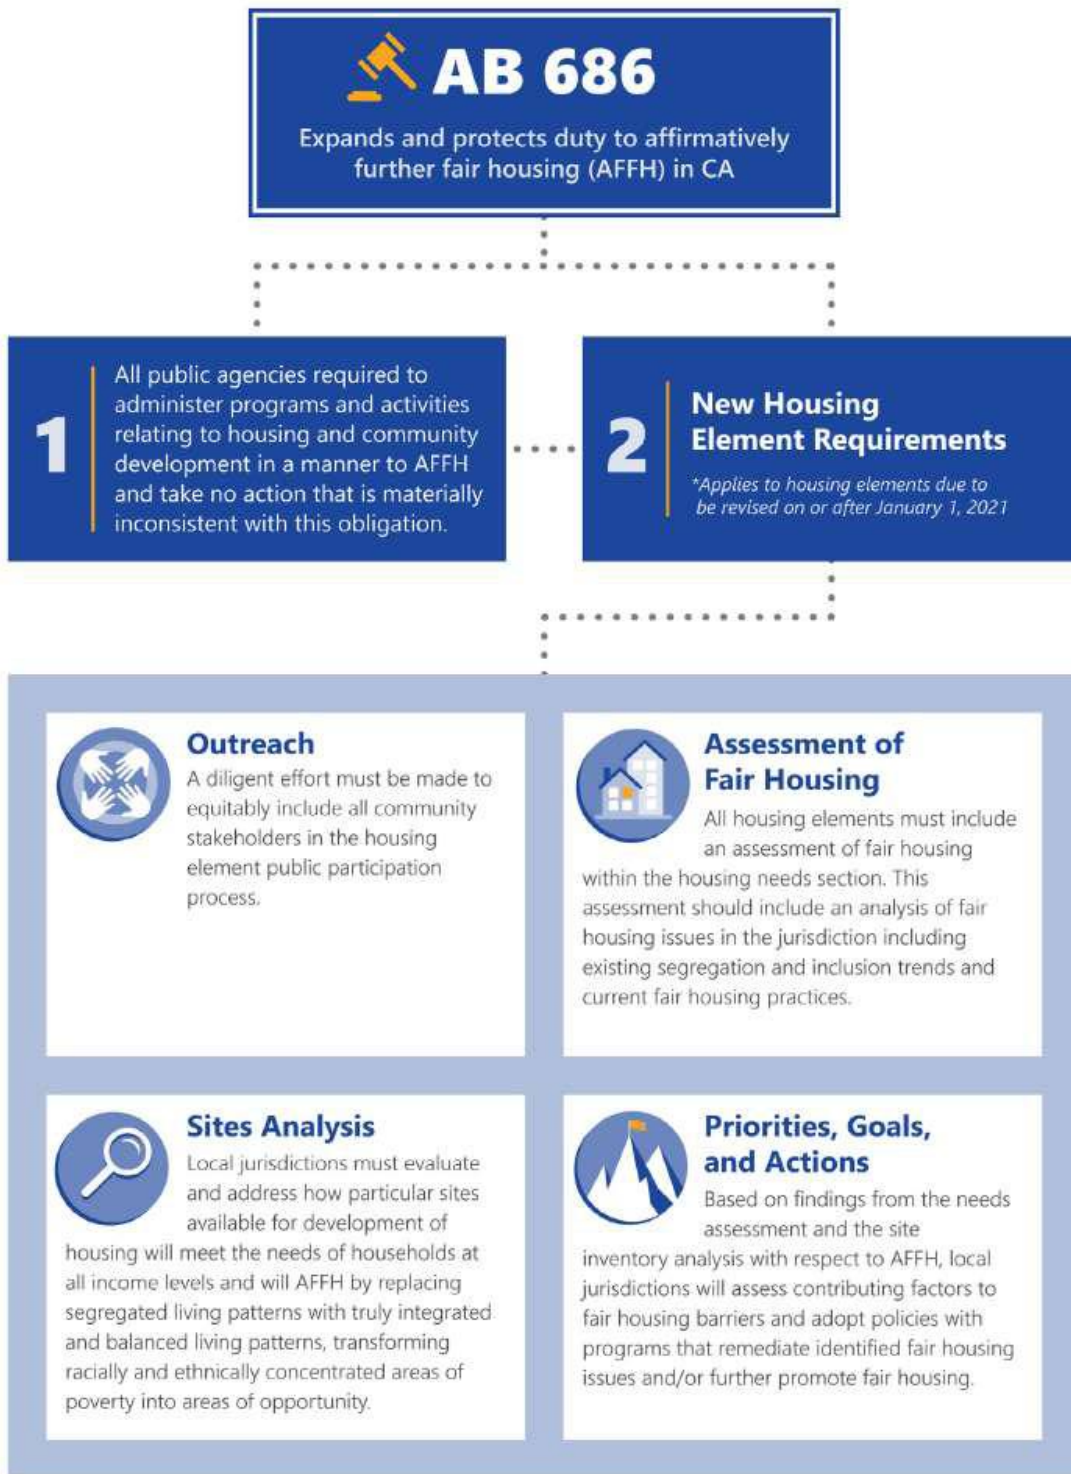 AB 686
Expands and protects duty to affirmatively
further fair housing (AFFH) in CA
1
All public agencies required to
administer programs and activities
relating to housing and community
development in a manner to AFFH
and take no action that is materially
inconsistent with this obligation.
2
New Housing
Element Requirements
*Applies to housing elements due to
be revised on or after January 1, 2021
Outreach
A diligent effort must be made to
equitably include all community
stakeholders in the housing
element public participation
process.
Assessment of
Fair Housing
All housing elements must include
an assessment of fair housing
within the housing needs section. This
assessment should include an analysis of fair
housing issues in the jurisdiction including
existing segregation and inclusion trends and
current fair housing practices.
Sites Analysis
Local jurisdictions must evaluate
and address how particular sites
available for development of
housing will meet the needs of households at
all income levels and will AFFH by replacing
segregated living patterns with truly integrated
and balanced living patterns, transforming
racially and ethnically concentrated areas of
poverty into areas of opportunity.
Priorities, Goals,
and Actions
Based on findings from the needs
assessment and the site
inventory analysis with respect to AFFH, local
jurisdictions will assess contributing factors to
fair housing barriers and adopt policies with
programs that remediate identified fair housing
issues and/or further promote fair housing.